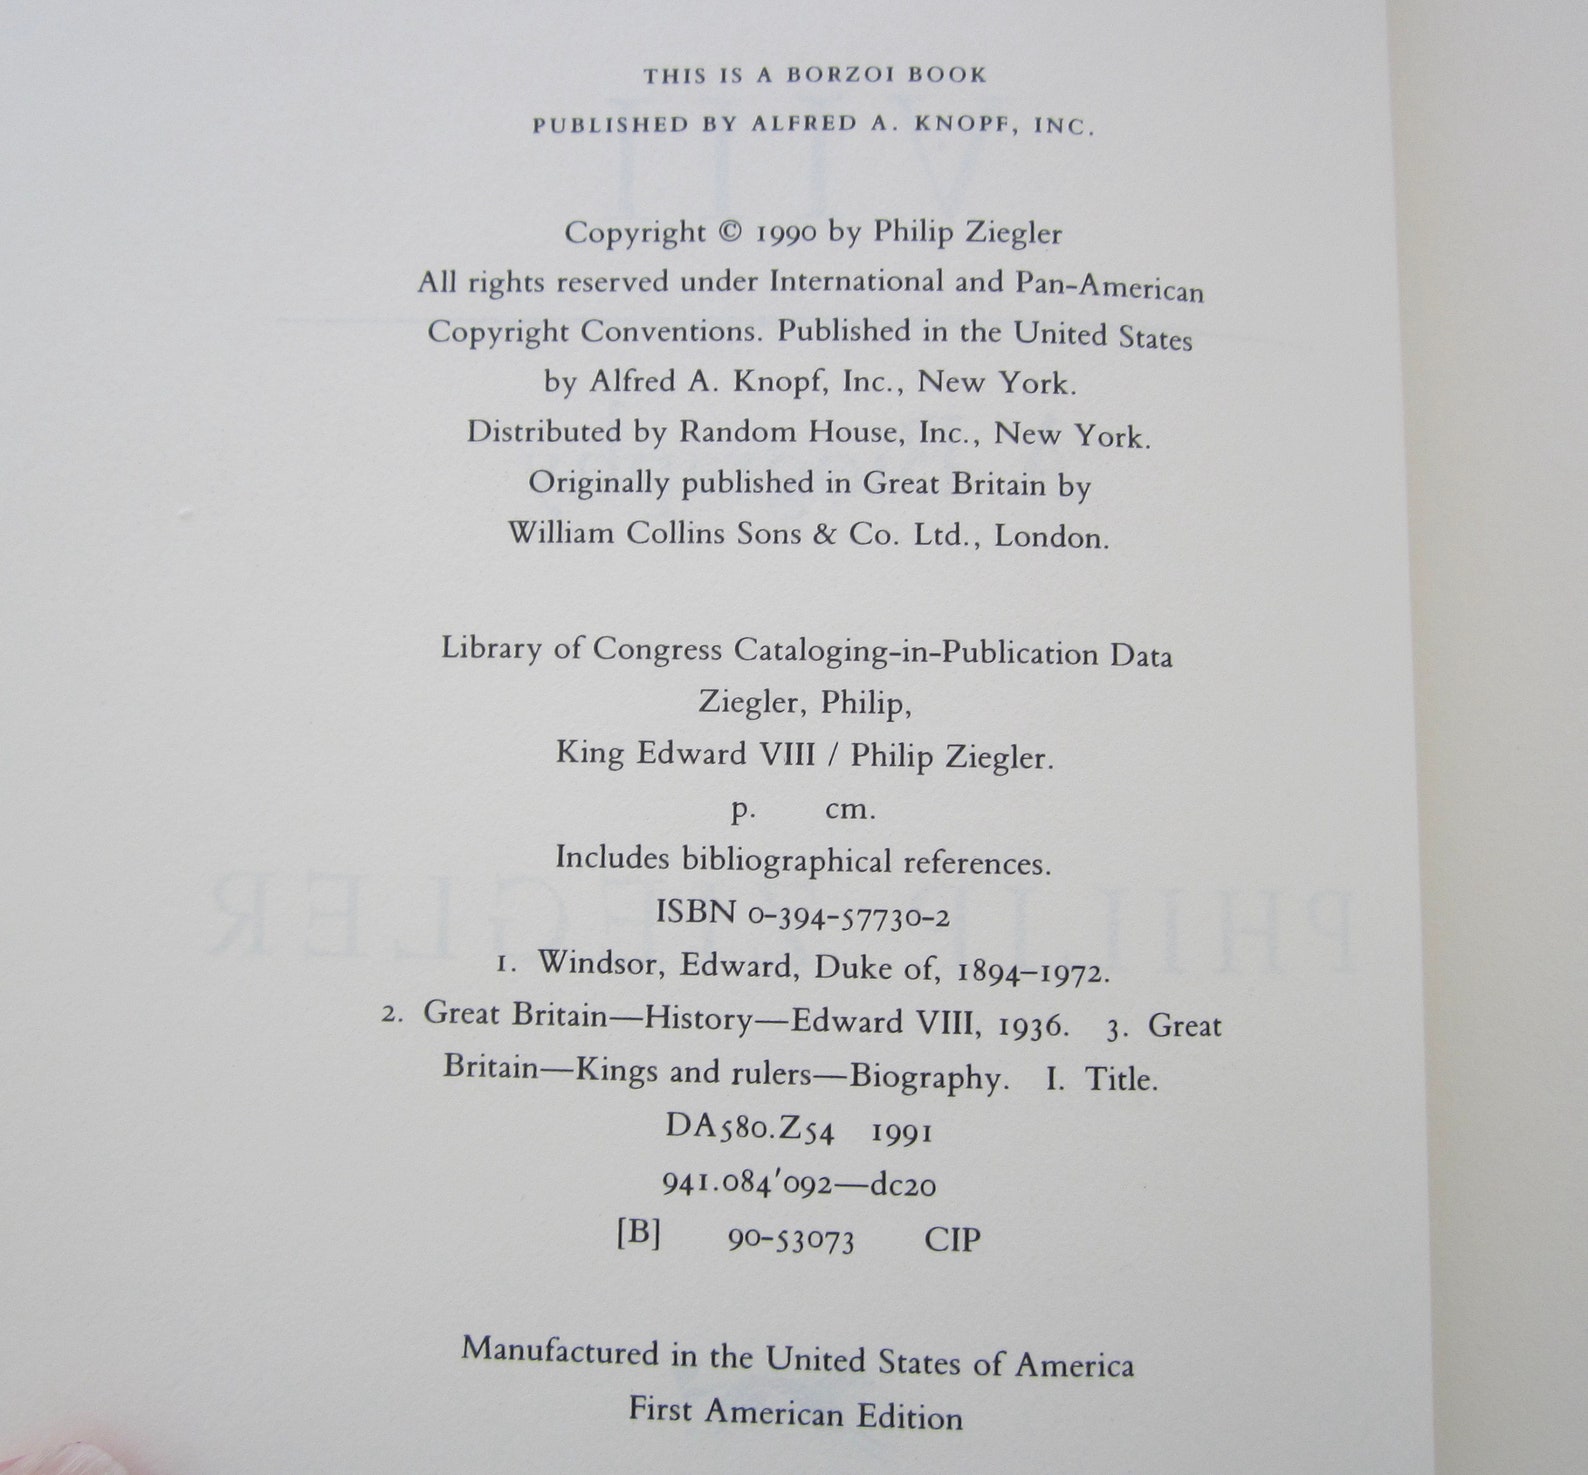 THIS IS A BORZOI BOOK
PUBLISHED BY ALFRED A. KNOPF, INC.
Copyright © 1990 by Philip Ziegler
All rights reserved under International and Pan-American
Copyright Conventions. Published in the United States
by Alfred A. Knopf, Inc., New York.
Distributed by Random House, Inc., New York.
Originally published in Great Britain by
William Collins Sons & Co. Ltd., London.
Library of Congress Cataloging-in-Publication Data
Ziegler, Philip,
King Edward VIII / Philip Ziegler.
p. cm.
Includes bibliographical references.
ISBN 0-394-57730-2
1. Windsor, Edward, Duke of, 1894–1972.
2. Great Britain—History—Edward VIII, 1936. 3. Great
Britain—Kings and rulers—Biography. I. Title.
DA580.Z54 1991
941.084'092—dc20
[B] 90-53073 CIP
Manufactured in the United States of America
First American Edition